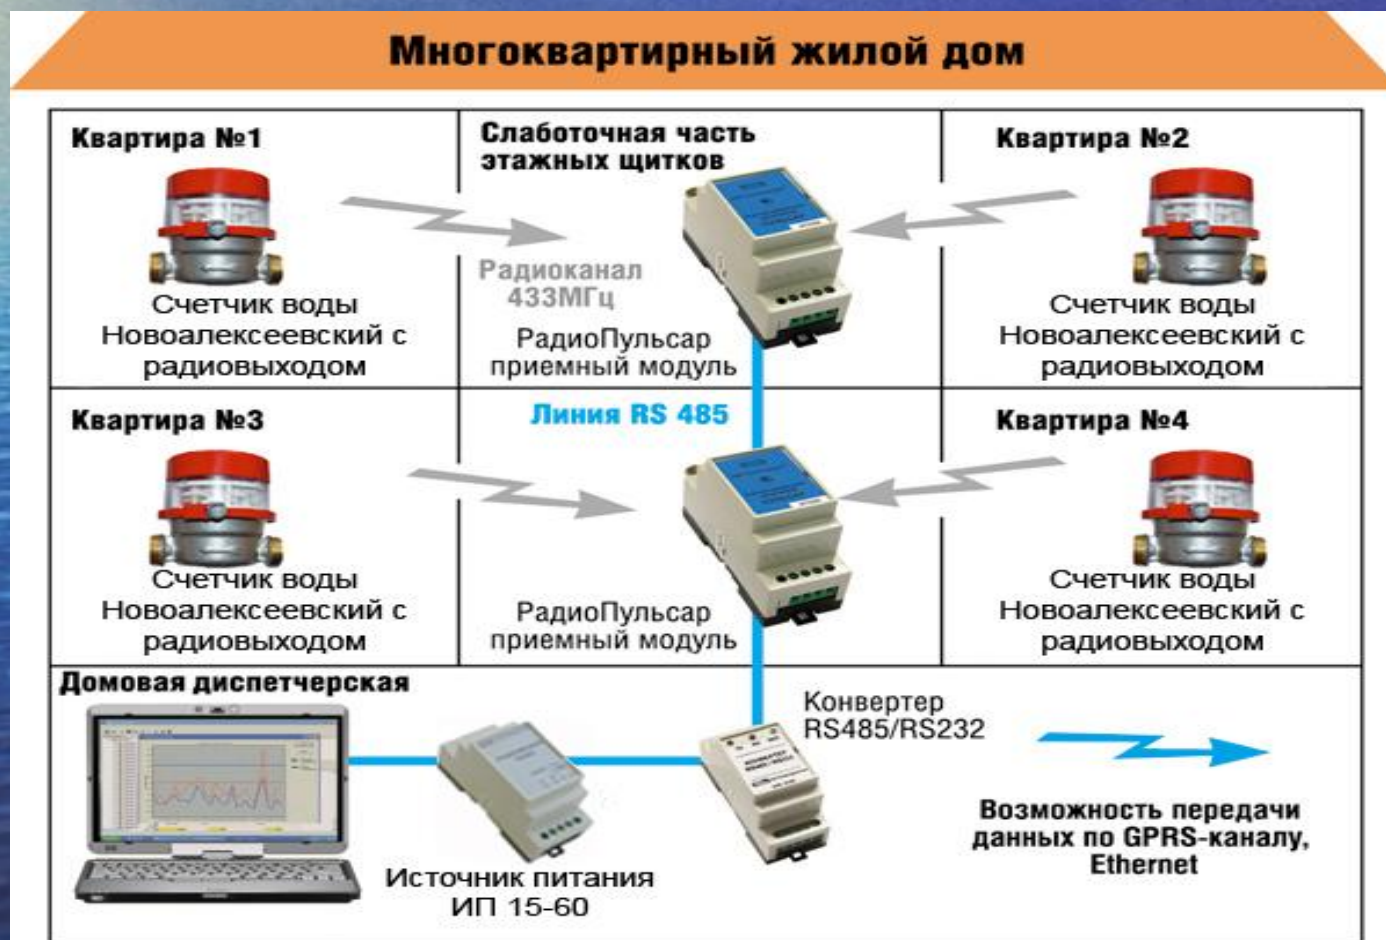 Многоквартирный жилой дом
Квартира №1
Слаботочная часть
этажных щитков
Квартира №2
Радиоканал
433МГц
Счетчик воды
Новоалексеевский с
радиовыходом
РадиоПульсар
приемный модуль
Счетчик воды
Новоалексеевский с
радиовыходом
Квартира №3
Линия RS 485
Квартира №4
Счетчик воды
Новоалексеевский с
радиовыходом
РадиоПульсар
приемный модуль
Счетчик воды
Новоалексеевский с
радиовыходом
Домовая диспетчерская
Конвертер
RS485/RS232
КОНВЕРТЕР
Источник питания
ИП 15-60
Возможность передачи
данных по GPRS-каналу,
Ethernet